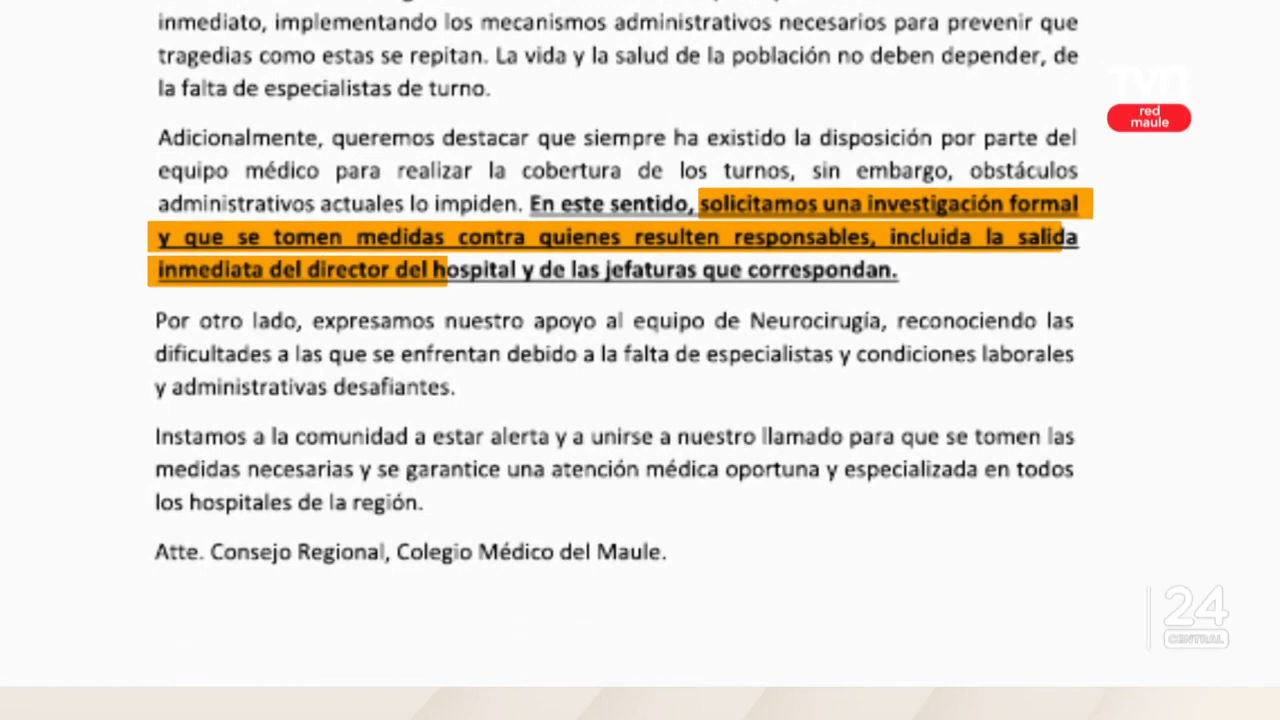 inmediato, implementando los mecanismos administrativos necesarios para prevenir que
tragedias como estas se repitan. La vida y la salud de la población no deben depender, de
la falta de especialistas de turno.
Adicionalmente, queremos destacar que siempre ha existido la disposición por parte del
equipo médico para realizar la cobertura de los turnos, sin embargo, obstáculos
administrativos actuales lo impiden. En este sentido, solicitamos una investigación formal
y que se tomen medidas contra quienes resulten responsables, incluida la salida
inmediata del director del hospital y de las jefaturas que correspondan.
Por otro lado, expresamos nuestro apoyo al equipo de Neurocirugía, reconociendo las
dificultades a las que se enfrentan debido a la falta de especialistas y condiciones laborales
y administrativas desafiantes.
Instamos a la comunidad a estar alerta y a unirse a nuestro llamado para que se tomen las
medidas necesarias y se garantice una atención médica oportuna y especializada en todos
los hospitales de la región.
Atte. Consejo Regional, Colegio Médico del Maule.
TVN
red
maule
24
CENTRAL